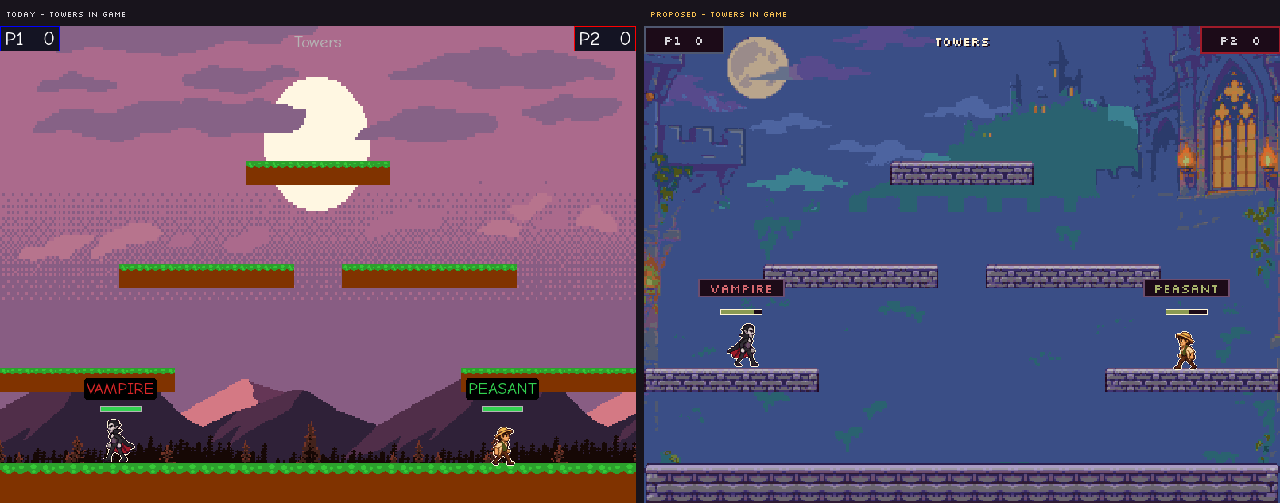 TODAY - TOWERS IN GAME
P1 0
Towers
P2 0
VAMPIRE
PEASANT
PROPOSED - TOWERS IN GAME
P1 0
TOWERS
P2 0
VAMPIRE
PEASANT